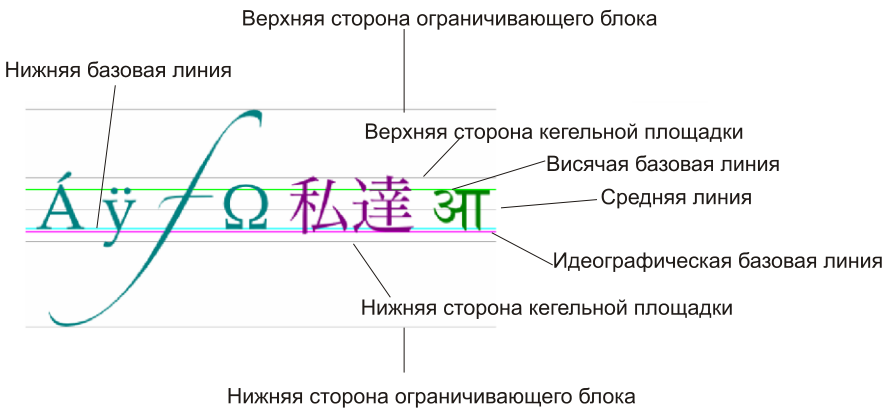 Верхняя сторона ограничивающего блока
Нижняя базовая линия
Верхняя сторона кегельной площадки
Висячая базовая линия
Средняя линия
Áÿƒ Ω 私達 आ
Идеографическая базовая линия
Нижняя сторона кегельной площадки
Нижняя сторона ограничивающего блока